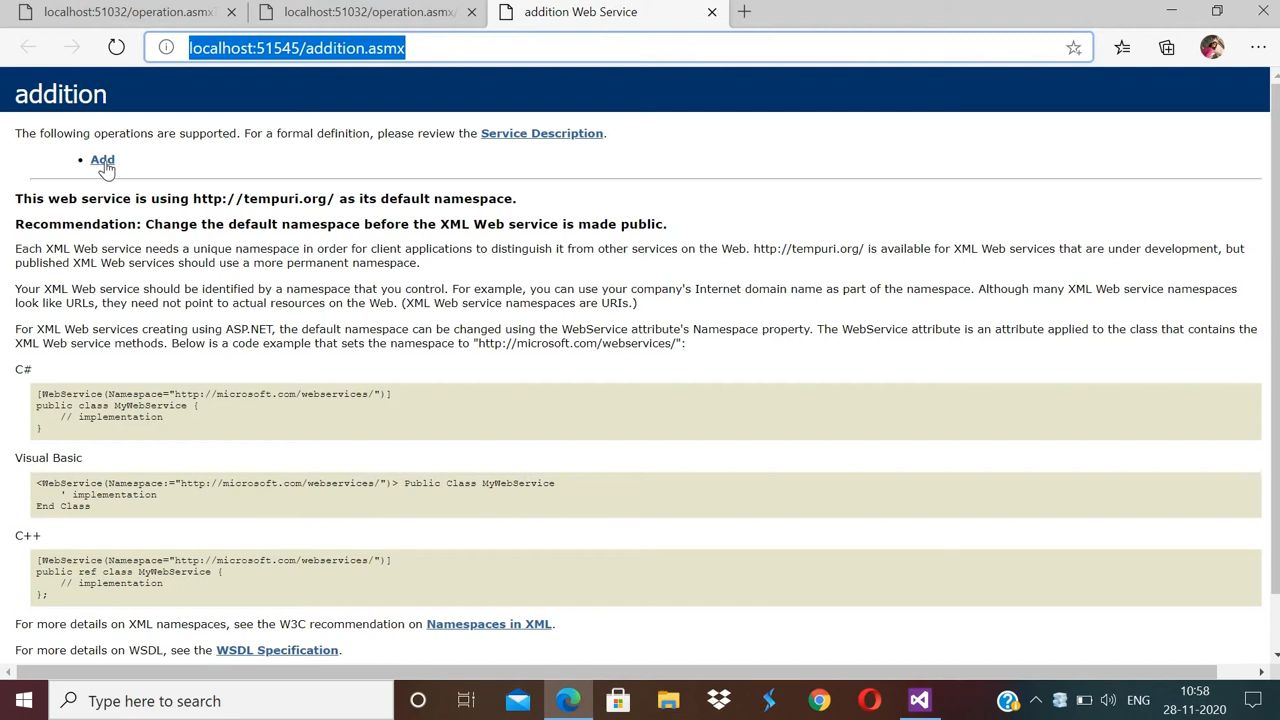 localhost:51032/operation.asmx
localhost:51032/operation.asmx/
addition Web Service
localhost:51545/addition.asmx
addition
The following operations are supported. For a formal definition, please review the Service Description.
• Add
This web service is using http://tempuri.org/ as its default namespace.
Recommendation: Change the default namespace before the XML Web service is made public.
Each XML Web service needs a unique namespace in order for client applications to distinguish it from other services on the Web. http://tempuri.org/ is available for XML Web services that are under development, but
published XML Web services should use a more permanent namespace.
Your XML Web service should be identified by a namespace that you control. For example, you can use your company's Internet domain name as part of the namespace. Although many XML Web service namespaces
look like URLs, they need not point to actual resources on the Web. (XML Web service namespaces are URIs.)
For XML Web services creating using ASP.NET, the default namespace can be changed using the WebService attribute's Namespace property. The WebService attribute is an attribute applied to the class that contains the
XML Web service methods. Below is a code example that sets the namespace to "http://microsoft.com/webservices/":
C#
[WebService(Namespace="http://microsoft.com/webservices/")]
public class MyWebService {
// implementation
}
Visual Basic
<WebService(Namespace:="http://microsoft.com/webservices/")> Public Class MyWebService
' implementation
End Class
C++
[WebService(Namespace="http://microsoft.com/webservices/")]
public ref class MyWebService {
// implementation
};
For more details on XML namespaces, see the W3C recommendation on Namespaces in XML.
For more details on WSDL, see the WSDL Specification.
Type here to search
ENG
10:58
28-11-2020